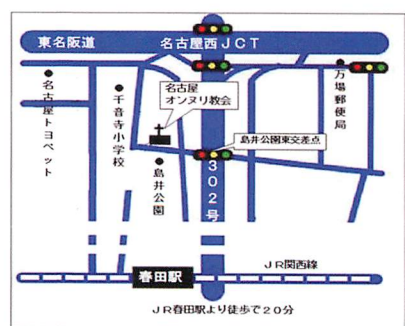 東名阪道
名古屋西JCT
名古屋トヨペット
千音寺小学校
名古屋
オンヌリ教会
島井公園
万場郵便局
島井公園東交差点
302号
春田駅
JR関西線
JR春田駅より徒歩で20分